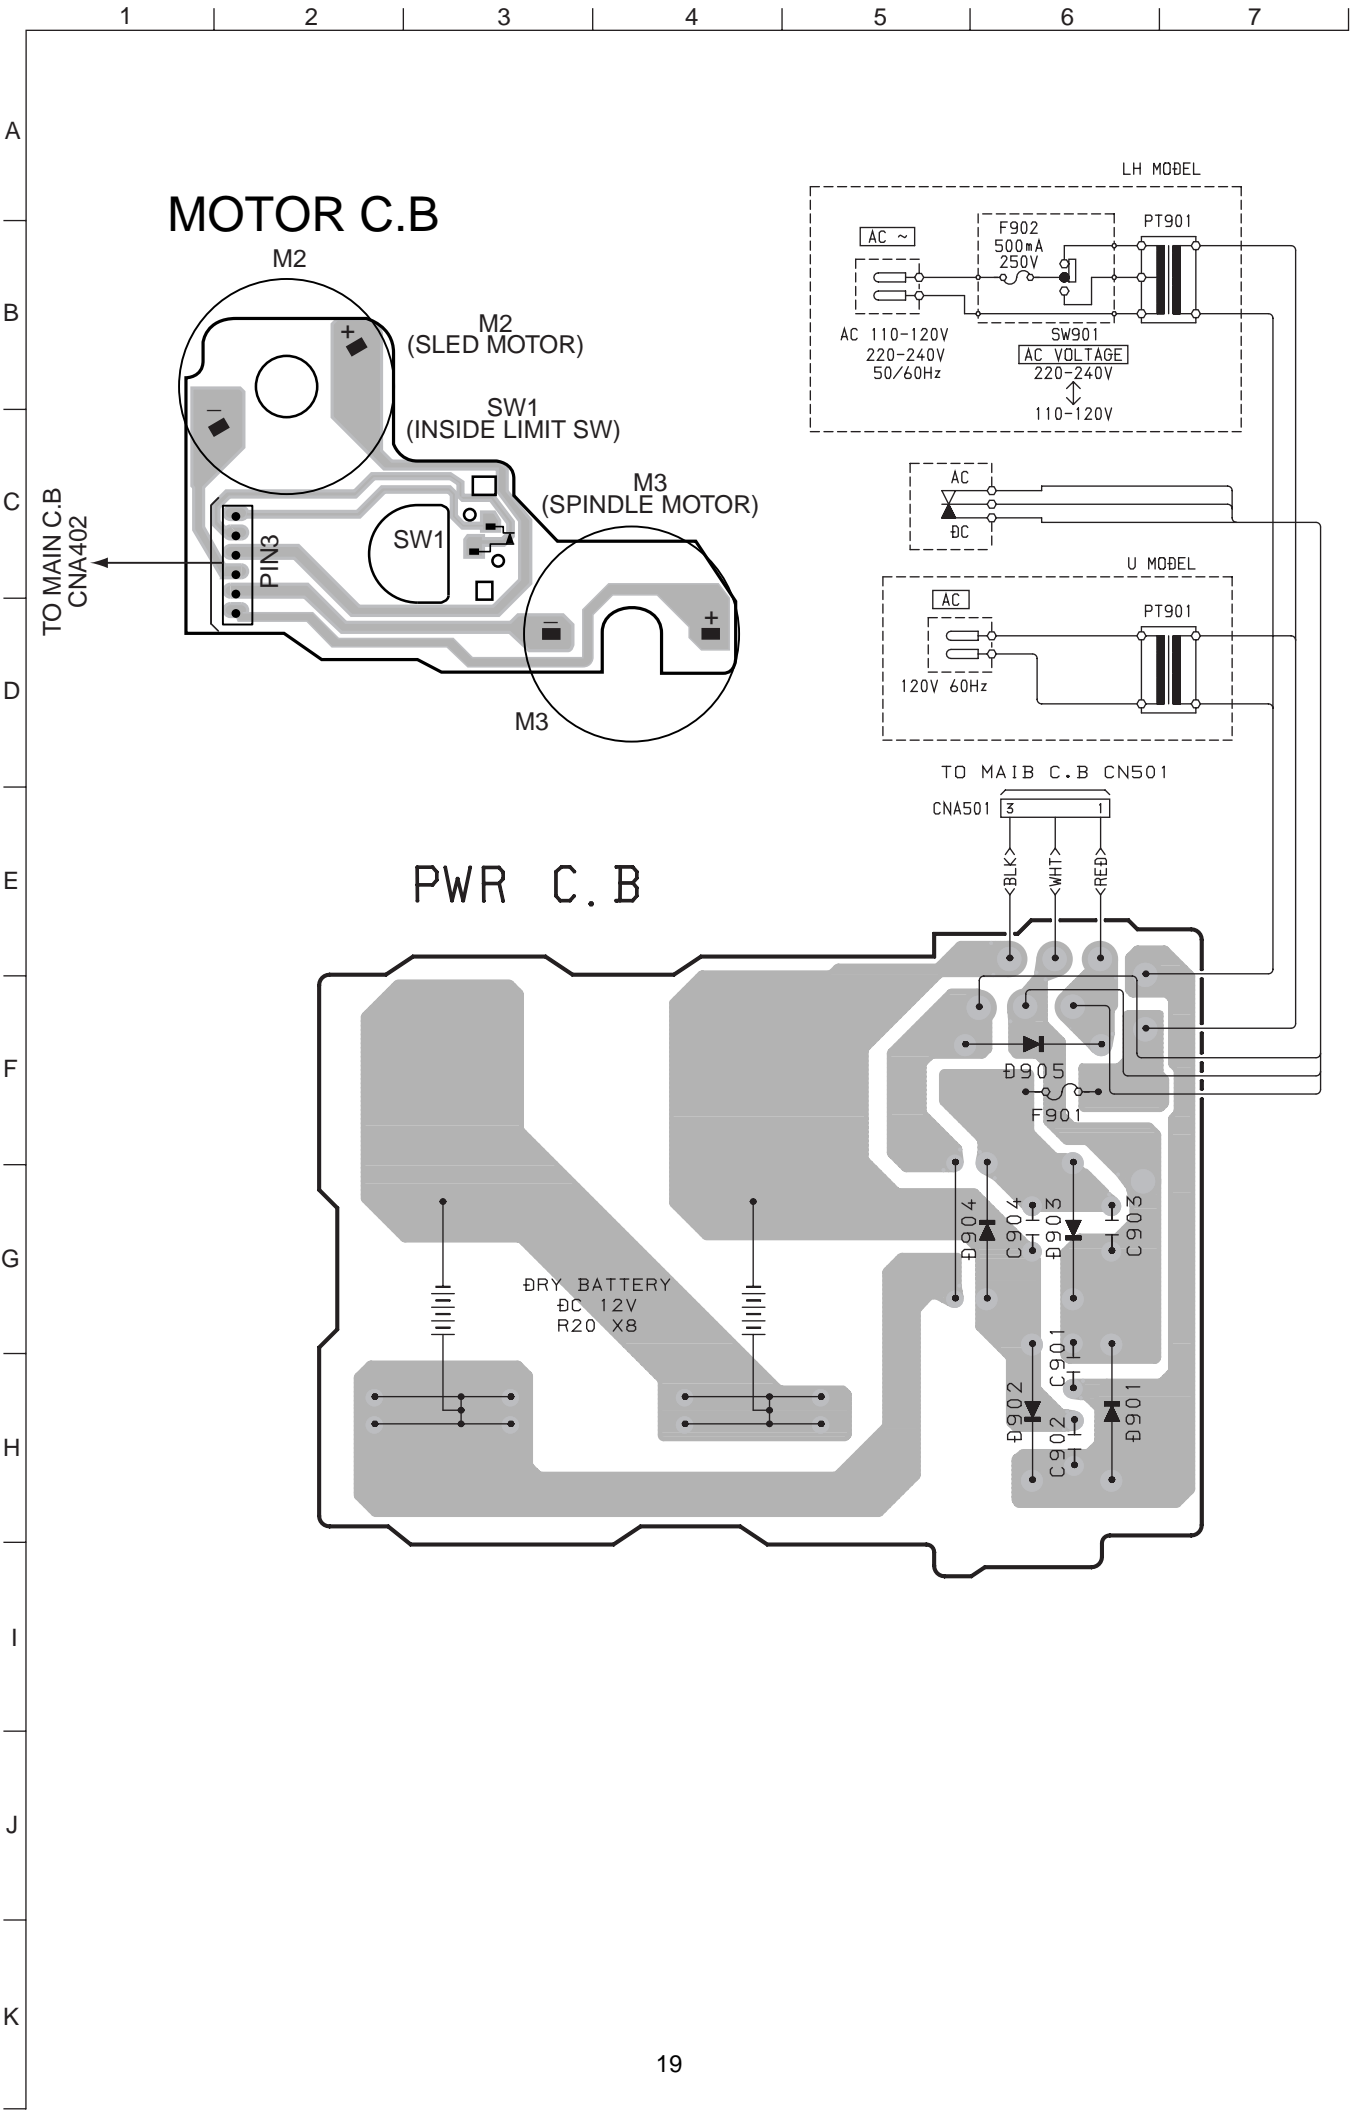 1 2 3 4 5 6 7
A
B
C
D
E
F
G
H
I
J
K
MOTOR C.B
M2
+
M2
(SLED MOTOR)
–
SW1
(INSIDE LIMIT SW)
M3
(SPINDLE MOTOR)
TO MAIN C.B
CNA402
PIN3
SW1
–
+
M3
LH MODEL
AC ~
F902
500mA
250V
PT901
AC 110-120V
220-240V
50/60Hz
SW901
AC VOLTAGE
220-240V
110-120V
AC
DC
U MODEL
AC
PT901
120V 60Hz
TO MAIB C.B CN501
CNA501
3 1
<BLK>
<WHT>
<RED>
PWR C.B
D905
F901
D904
C904
D903
C903
DRY BATTERY
DC 12V
R20 X8
C901
D902
D901
C902
19